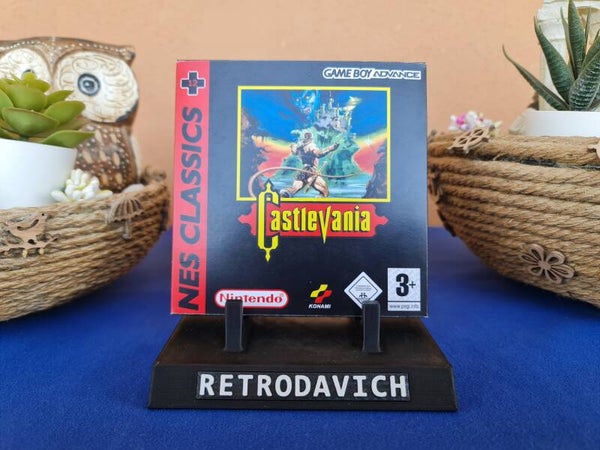 GAME BOY ADVANCE
NES CLASSICS
Castlevania
Nintendo
KONAMI
3+
www.pegi.info
RETRODAVICH